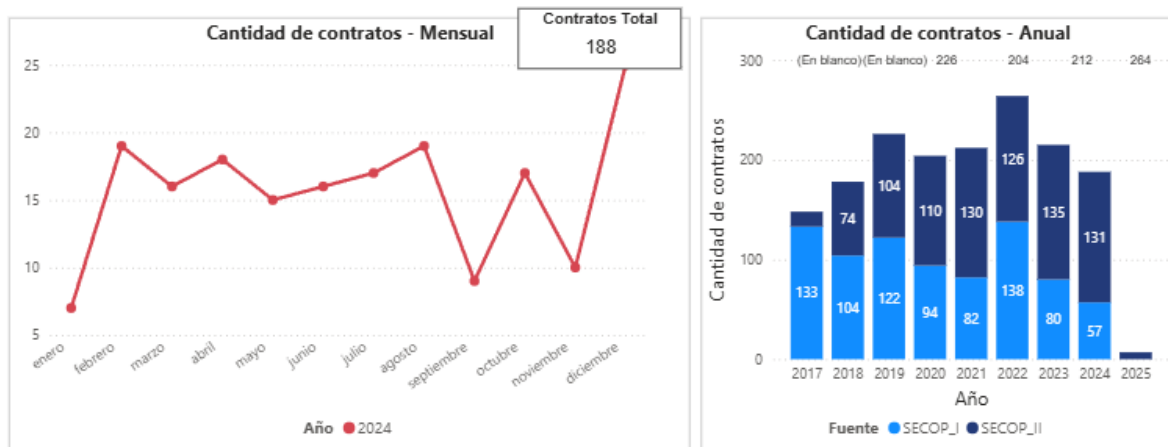 Cantidad de contratos - Mensual
Contratos Total
188
25
20
15
10
5
enero
febrero
marzo
abril
mayo
junio
julio
agosto
septiembre
octubre
noviembre
diciembre
Año 2024
Cantidad de contratos - Anual
(En blanco)(En blanco) 226 204 212 264
Cantidad de contratos
300
200
100
0
133
104 74
122 104
94 110
82 130
138 126
80 135
57 131
2017 2018 2019 2020 2021 2022 2023 2024 2025
Año
Fuente SECOP_I SECOP_II